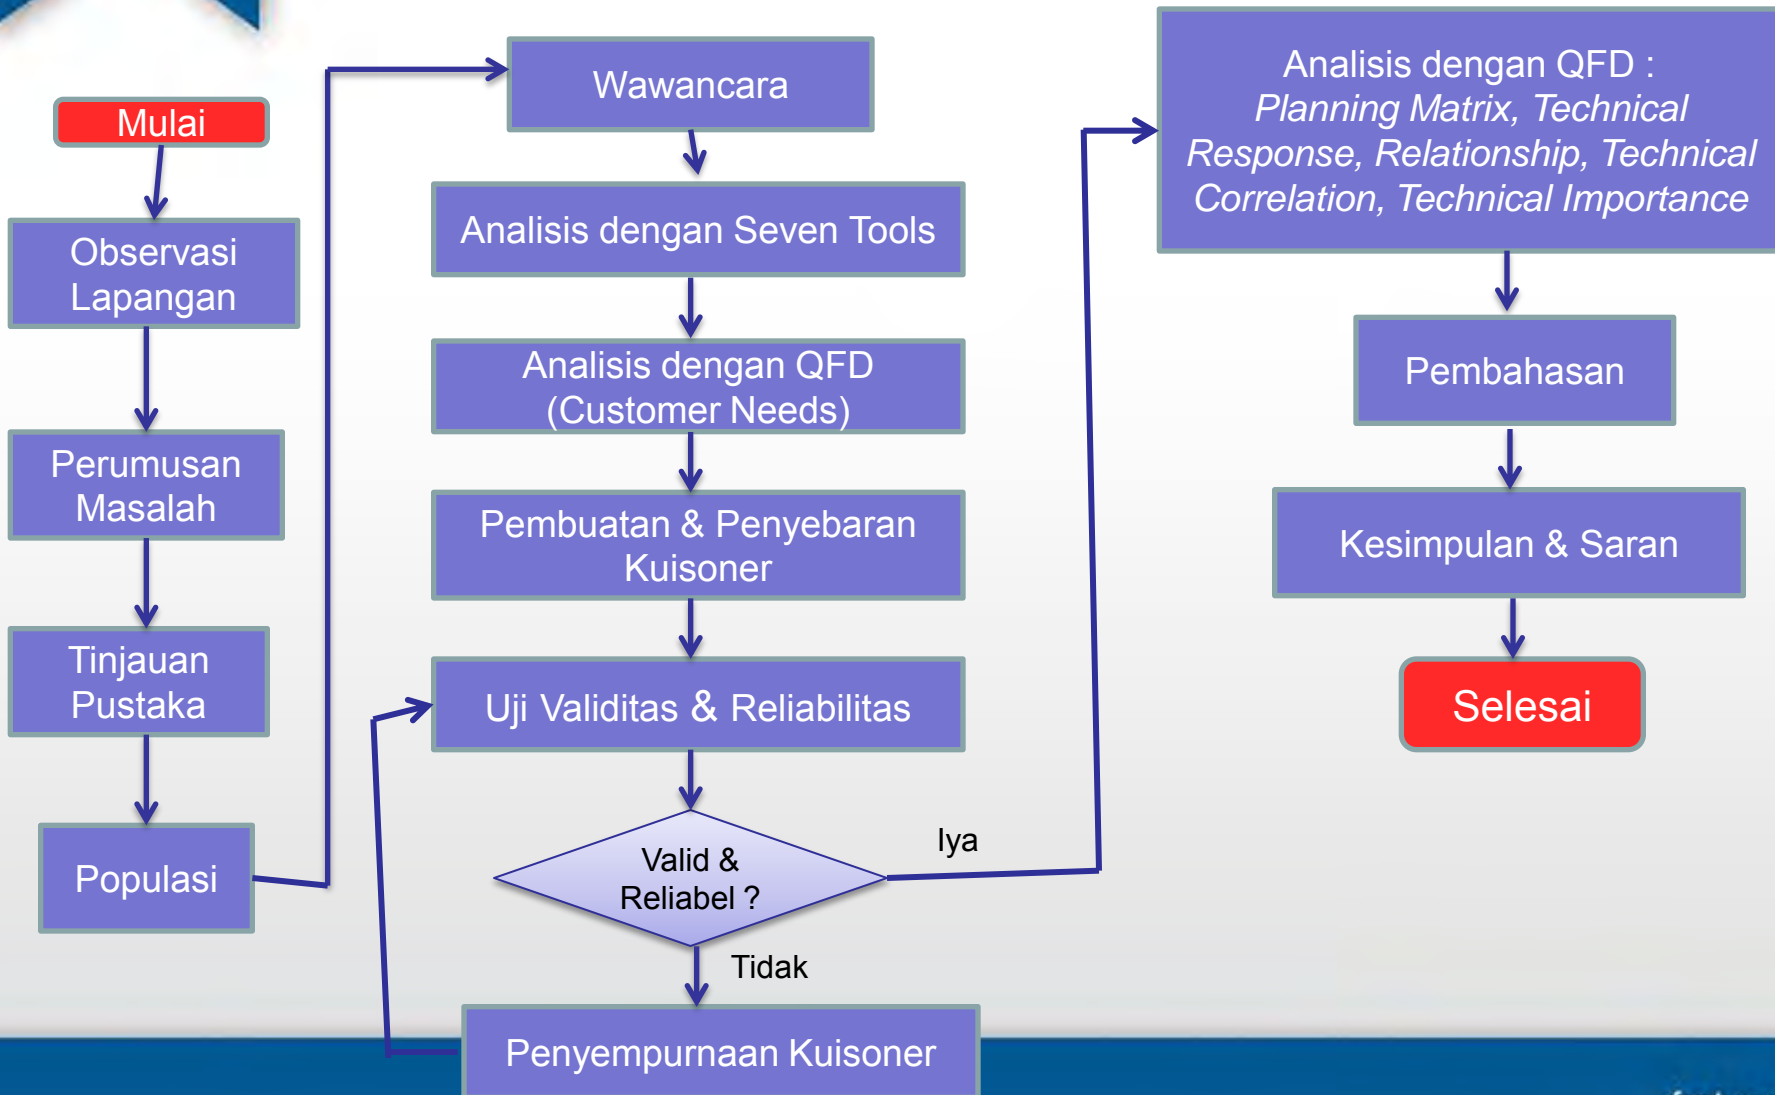 Mulai
Observasi
Lapangan
Perumusan
Masalah
Tinjauan
Pustaka
Populasi
Wawancara
Analisis dengan Seven Tools
Analisis dengan QFD
(Customer Needs)
Pembuatan & Penyebaran
Kuisoner
Uji Validitas & Reliabilitas
Valid &
Reliabel ?
Iya
Tidak
Penyempurnaan Kuisoner
Analisis dengan QFD :
Planning Matrix, Technical
Response, Relationship, Technical
Correlation, Technical Importance
Pembahasan
Kesimpulan & Saran
Selesai